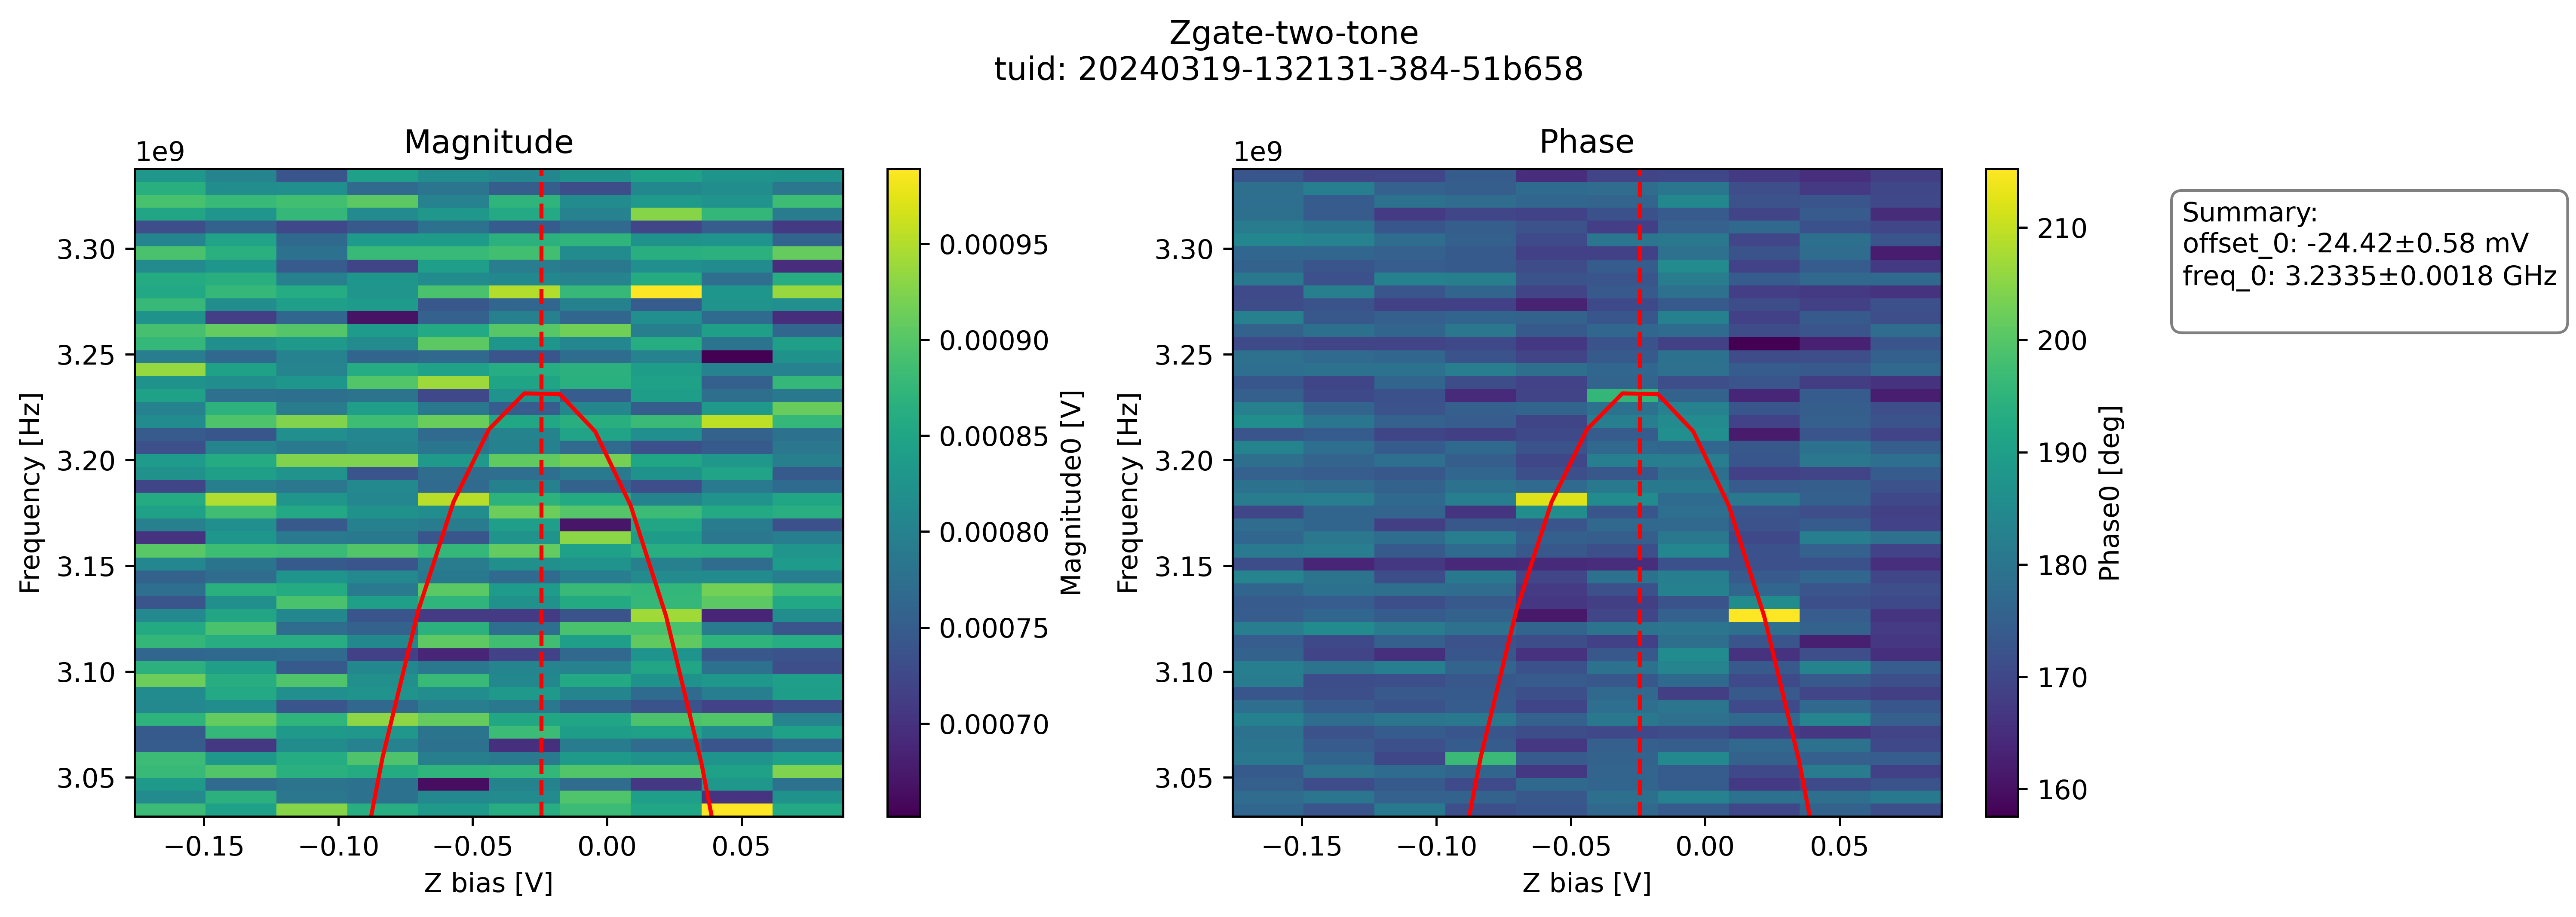 Zgate-two-tone
tuid: 20240319-132131-384-51b658
Magnitude
1e9
3.30
3.25
3.20
3.15
3.10
3.05
Frequency [Hz]
−0.15 −0.10 −0.05 0.00 0.05
Z bias [V]
0.00095
0.00090
0.00085
0.00080
0.00075
0.00070
Magnitude0 [V]
Phase
1e9
3.30
3.25
3.20
3.15
3.10
3.05
Frequency [Hz]
−0.15 −0.10 −0.05 0.00 0.05
Z bias [V]
210
200
190
180
170
160
Phase0 [deg]
Summary:
offset_0: -24.42±0.58 mV
freq_0: 3.2335±0.0018 GHz